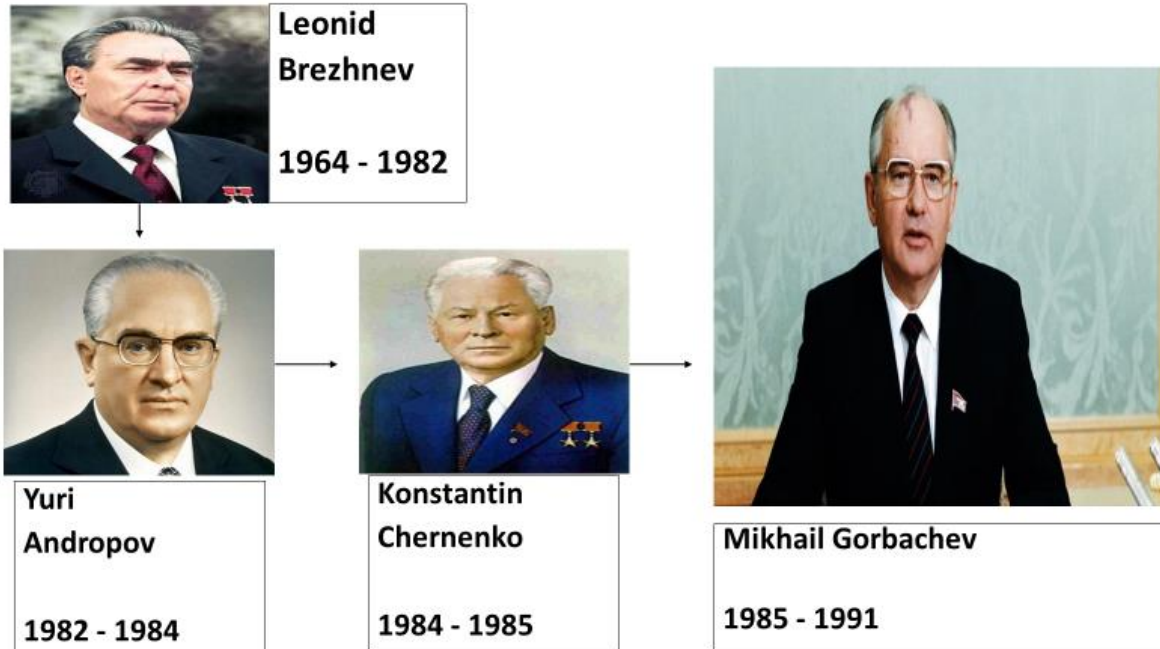 Leonid
Brezhnev
1964 - 1982
Yuri
Andropov
1982 - 1984
Konstantin
Chernenko
1984 - 1985
Mikhail Gorbachev
1985 - 1991